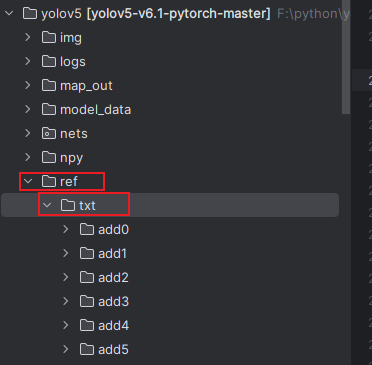 yolov5 [yolov5-v6.1-pytorch-master] F:\python\y
img
logs
map_out
model_data
nets
npy
ref
txt
add0
add1
add2
add3
add4
add5